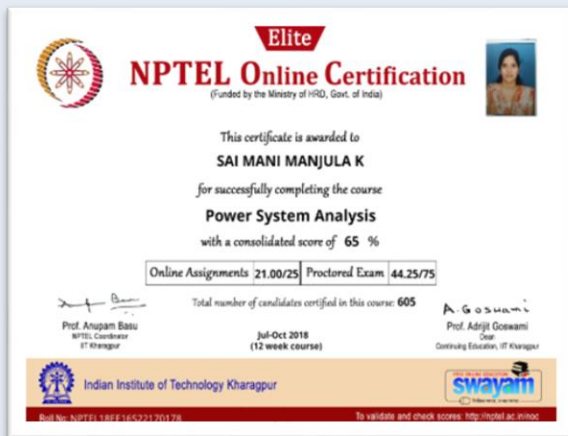 Elite
NPTEL Online Certification
(Funded by the Ministry of HRD, Govt. of India)
This certificate is awarded to
SAI MANI MANJULA K
for successfully completing the course
Power System Analysis
with a consolidated score of 65 %
Online Assignments 21.00/25 Proctored Exam 44.25/75
Total number of candidates certified in this course: 605
A. Goswami
Prof. Anupam Basu
NPTEL Coordinator
IIT Kharagpur
Jul-Oct 2018
(12 week course)
Prof. Adrijit Goswami
Dean
Continuing Education, IIT Kharagpur
Indian Institute of Technology Kharagpur
FREE ONLINE EDUCATION
swayam
Roll No: NPTEL18EE16S22170178
To validate and check scores: http://nptel.ac.in/noc